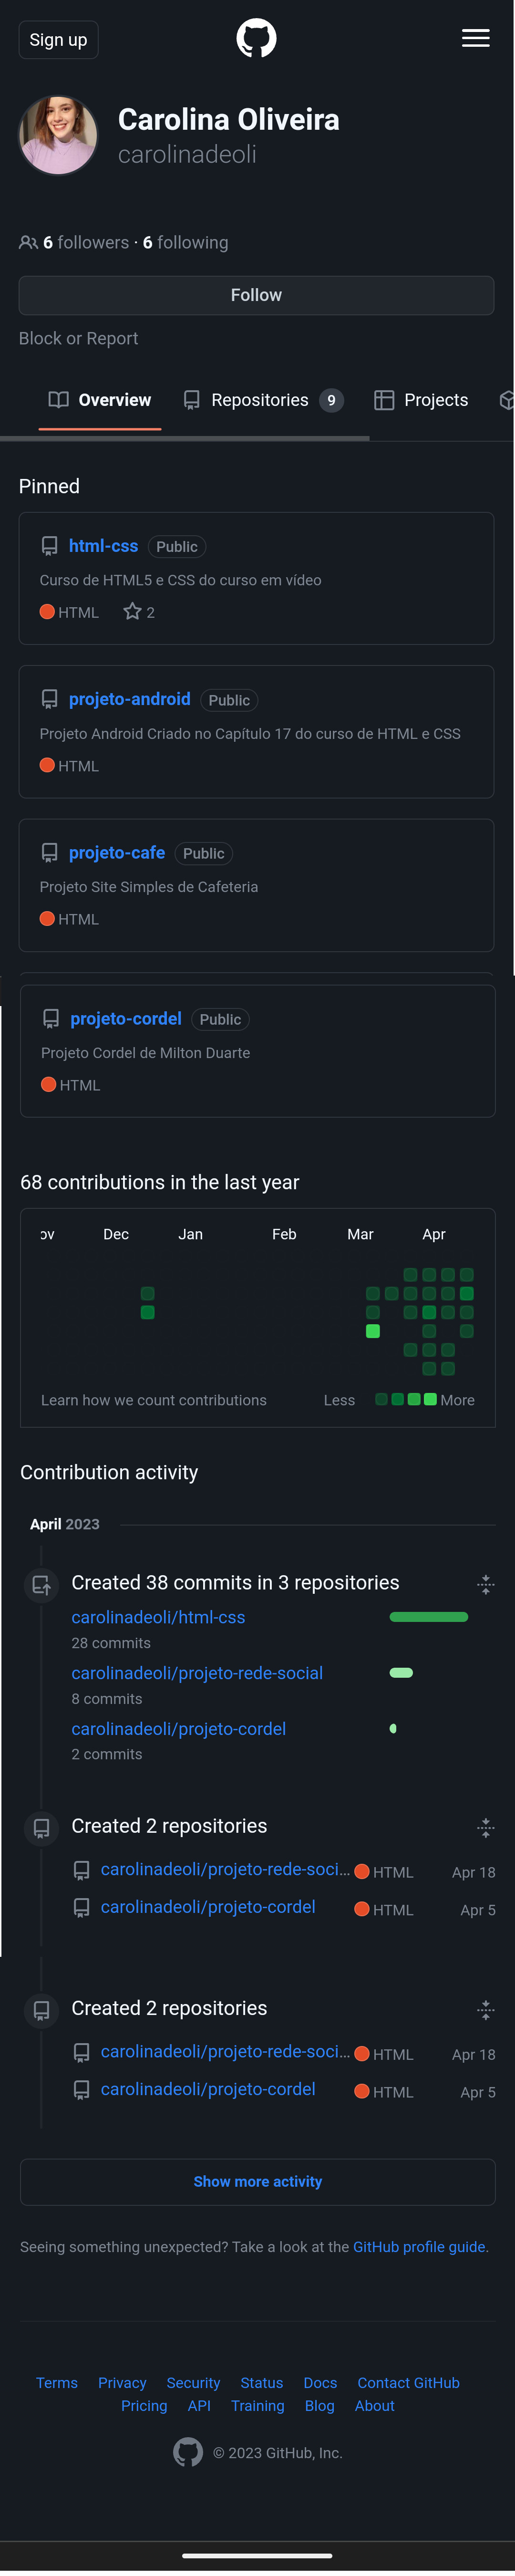 Sign up
Carolina Oliveira
carolinadeoli
6 followers · 6 following
Follow
Block or Report
Overview
Repositories 9
Projects
Pinned
html-css Public
Curso de HTML5 e CSS do curso em vídeo
HTML 2
projeto-android Public
Projeto Android Criado no Capítulo 17 do curso de HTML e CSS
HTML
projeto-cafe Public
Projeto Site Simples de Cafeteria
HTML
projeto-cordel Public
Projeto Cordel de Milton Duarte
HTML
68 contributions in the last year
ov Dec Jan Feb Mar Apr
Learn how we count contributions Less More
Contribution activity
April 2023
Created 38 commits in 3 repositories
carolinadeoli/html-css
28 commits
carolinadeoli/projeto-rede-social
8 commits
carolinadeoli/projeto-cordel
2 commits
Created 2 repositories
carolinadeoli/projeto-rede-soci... HTML Apr 18
carolinadeoli/projeto-cordel HTML Apr 5
Created 2 repositories
carolinadeoli/projeto-rede-soci... HTML Apr 18
carolinadeoli/projeto-cordel HTML Apr 5
Show more activity
Seeing something unexpected? Take a look at the GitHub profile guide.
Terms Privacy Security Status Docs Contact GitHub
Pricing API Training Blog About
© 2023 GitHub, Inc.